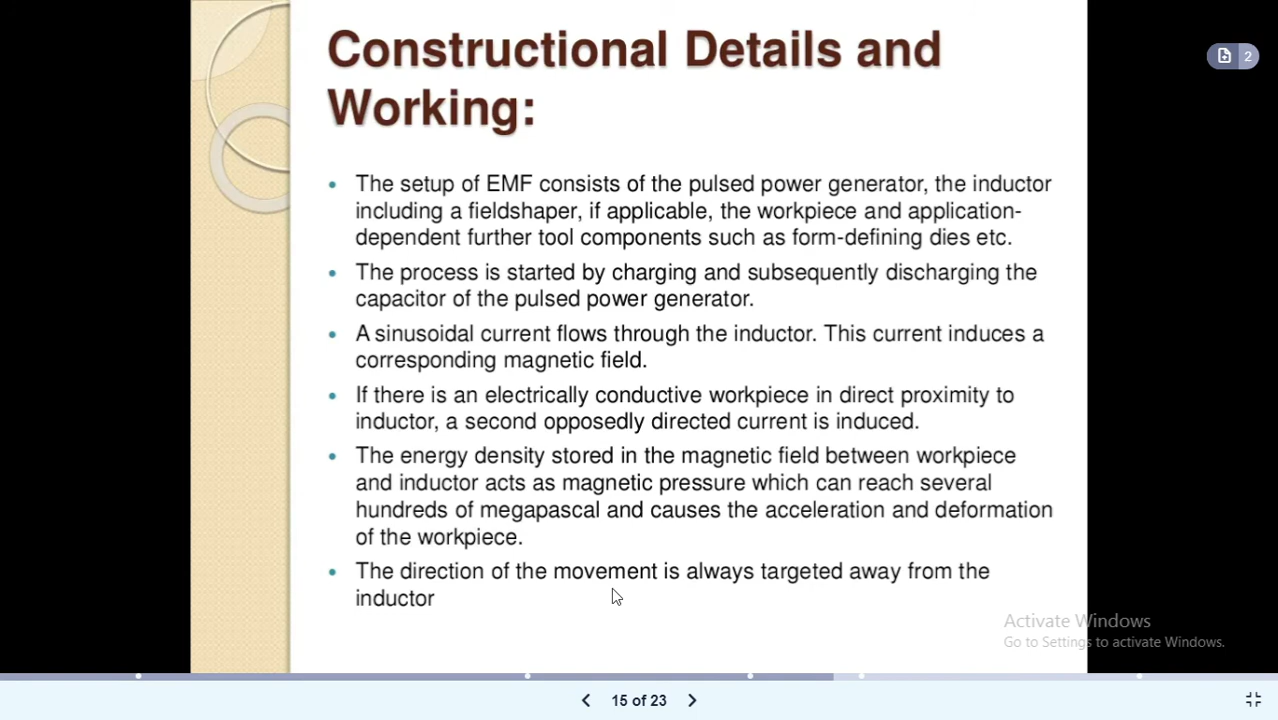 Constructional Details and
Working:
2
• The setup of EMF consists of the pulsed power generator, the inductor
including a fieldshaper, if applicable, the workpiece and application-
dependent further tool components such as form-defining dies etc.
• The process is started by charging and subsequently discharging the
capacitor of the pulsed power generator.
• A sinusoidal current flows through the inductor. This current induces a
corresponding magnetic field.
• If there is an electrically conductive workpiece in direct proximity to
inductor, a second opposedly directed current is induced.
• The energy density stored in the magnetic field between workpiece
and inductor acts as magnetic pressure which can reach several
hundreds of megapascal and causes the acceleration and deformation
of the workpiece.
• The direction of the movement is always targeted away from the
inductor
Activate Windows
Go to Settings to activate Windows.
15 of 23